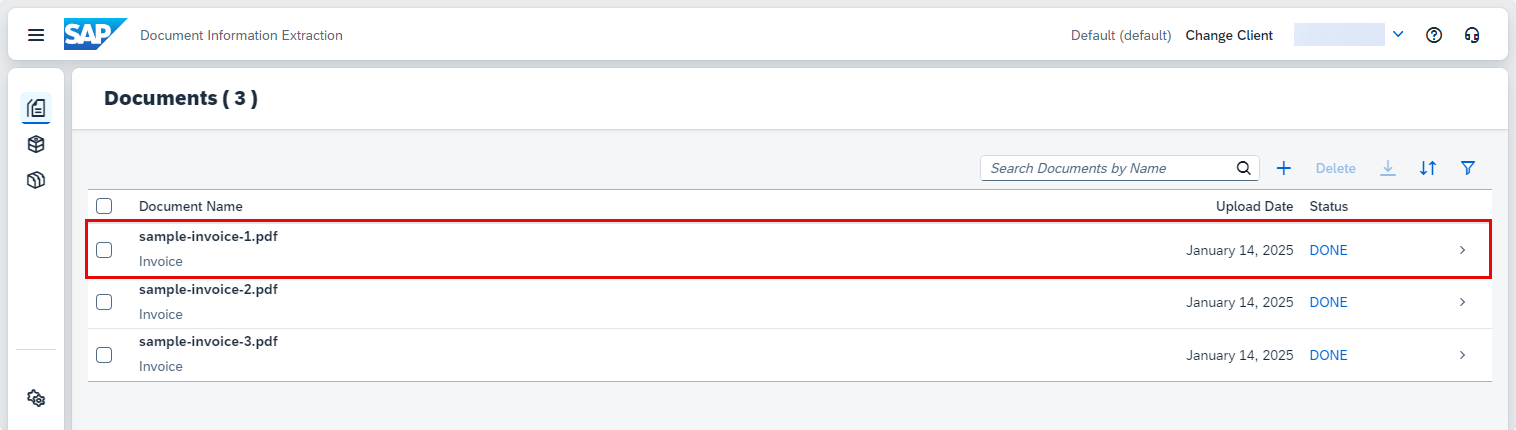 SAP Document Information Extraction Default (default) Change Client
Documents ( 3 )
Search Documents by Name Delete
Document Name Upload Date Status
sample-invoice-1.pdf
Invoice January 14, 2025 DONE
sample-invoice-2.pdf
Invoice January 14, 2025 DONE
sample-invoice-3.pdf
Invoice January 14, 2025 DONE